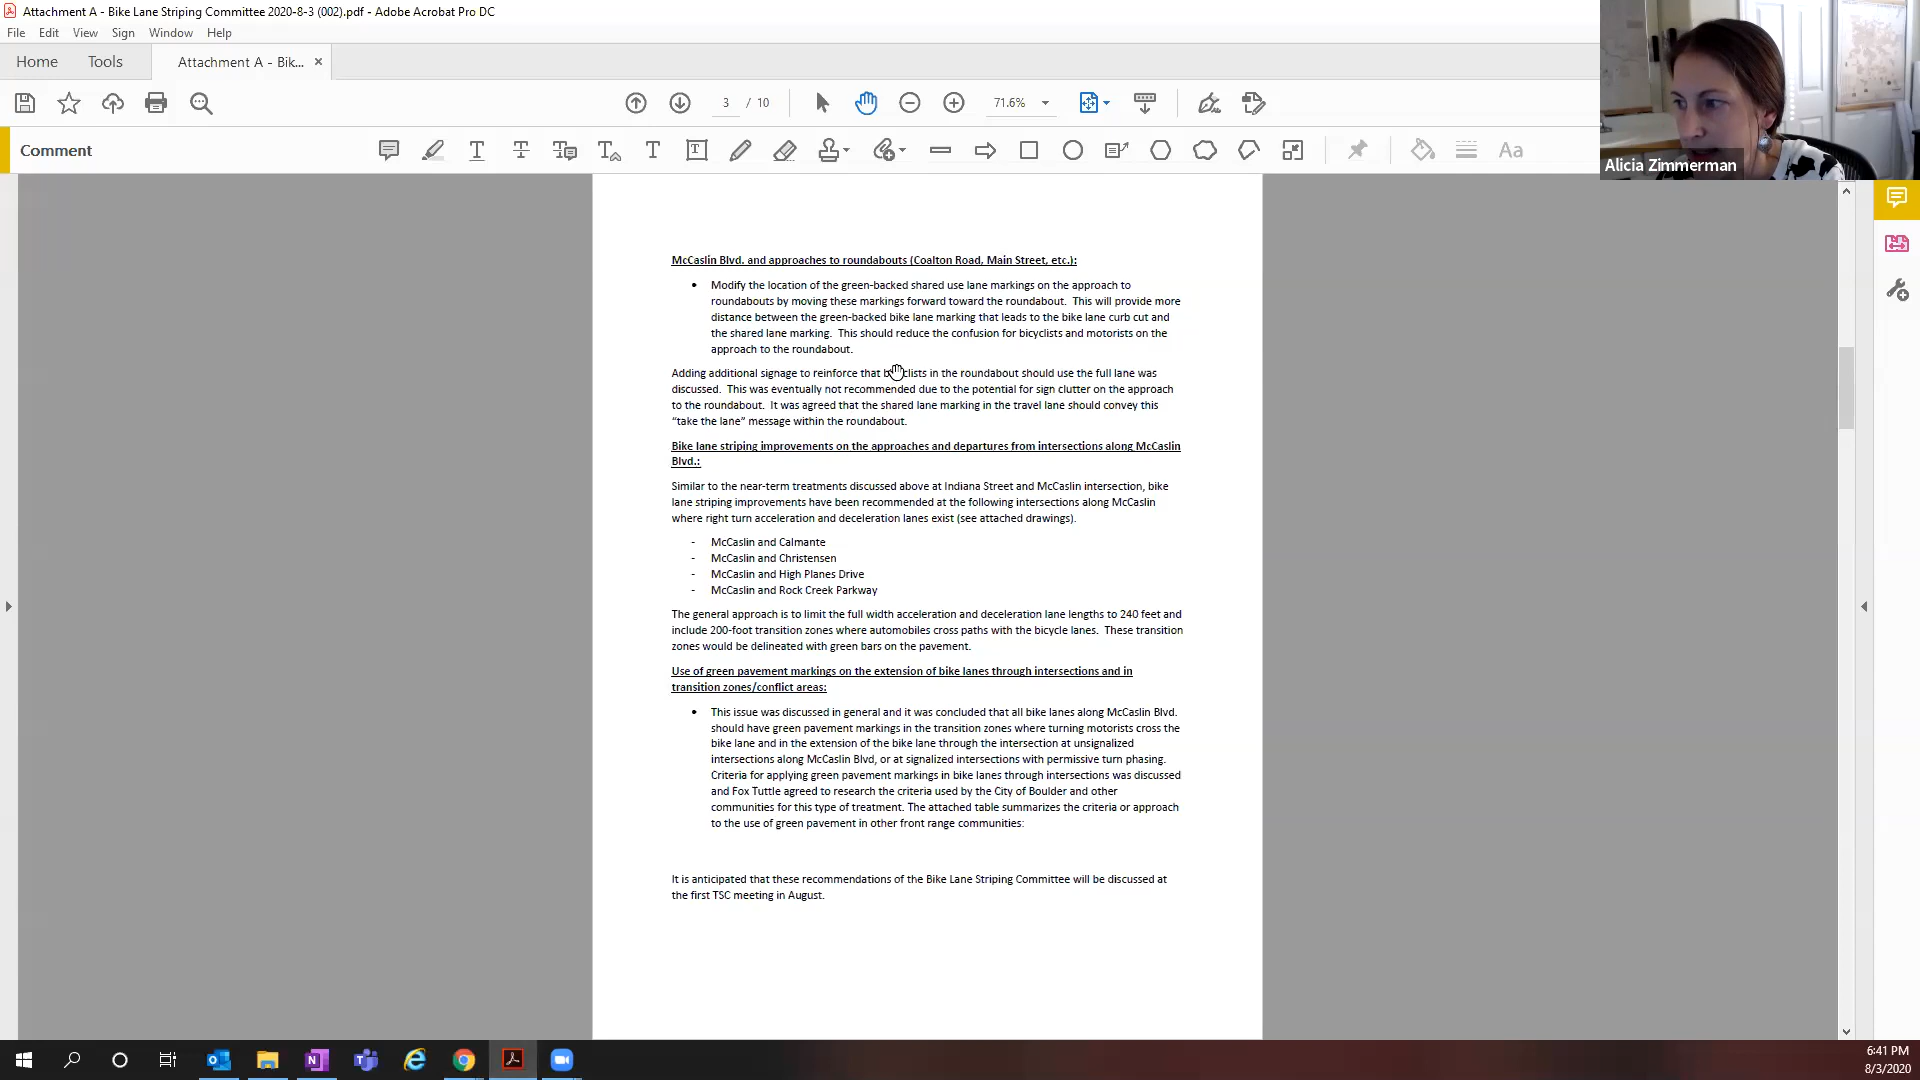 Attachment A - Bike Lane Striping Committee 2020-8-3 (002).pdf - Adobe Acrobat Pro DC
File Edit View Sign Window Help
Home Tools Attachment A - Bik... ×
3 / 10 71.6%
Comment
Aa
Alicia Zimmerman
McCaslin Blvd. and approaches to roundabouts (Coalton Road, Main Street, etc.):
• Modify the location of the green-backed shared use lane markings on the approach to
roundabouts by moving these markings forward toward the roundabout. This will provide more
distance between the green-backed bike lane marking that leads to the bike lane curb cut and
the shared lane marking. This should reduce the confusion for bicyclists and motorists on the
approach to the roundabout.
Adding additional signage to reinforce that bicyclists in the roundabout should use the full lane was
discussed. This was eventually not recommended due to the potential for sign clutter on the approach
to the roundabout. It was agreed that the shared lane marking in the travel lane should convey this
“take the lane” message within the roundabout.
Bike lane striping improvements on the approaches and departures from intersections along McCaslin
Blvd.:
Similar to the near-term treatments discussed above at Indiana Street and McCaslin intersection, bike
lane striping improvements have been recommended at the following intersections along McCaslin
where right turn acceleration and deceleration lanes exist (see attached drawings).
- McCaslin and Calmante
- McCaslin and Christensen
- McCaslin and High Planes Drive
- McCaslin and Rock Creek Parkway
The general approach is to limit the full width acceleration and deceleration lane lengths to 240 feet and
include 200-foot transition zones where automobiles cross paths with the bicycle lanes. These transition
zones would be delineated with green bars on the pavement.
Use of green pavement markings on the extension of bike lanes through intersections and in
transition zones/conflict areas:
• This issue was discussed in general and it was concluded that all bike lanes along McCaslin Blvd.
should have green pavement markings in the transition zones where turning motorists cross the
bike lane and in the extension of the bike lane through the intersection at unsignalized
intersections along McCaslin Blvd, or at signalized intersections with permissive turn phasing.
Criteria for applying green pavement markings in bike lanes through intersections was discussed
and Fox Tuttle agreed to research the criteria used by the City of Boulder and other
communities for this type of treatment. The attached table summarizes the criteria or approach
to the use of green pavement in other front range communities:
It is anticipated that these recommendations of the Bike Lane Striping Committee will be discussed at
the first TSC meeting in August.
6:41 PM
8/3/2020